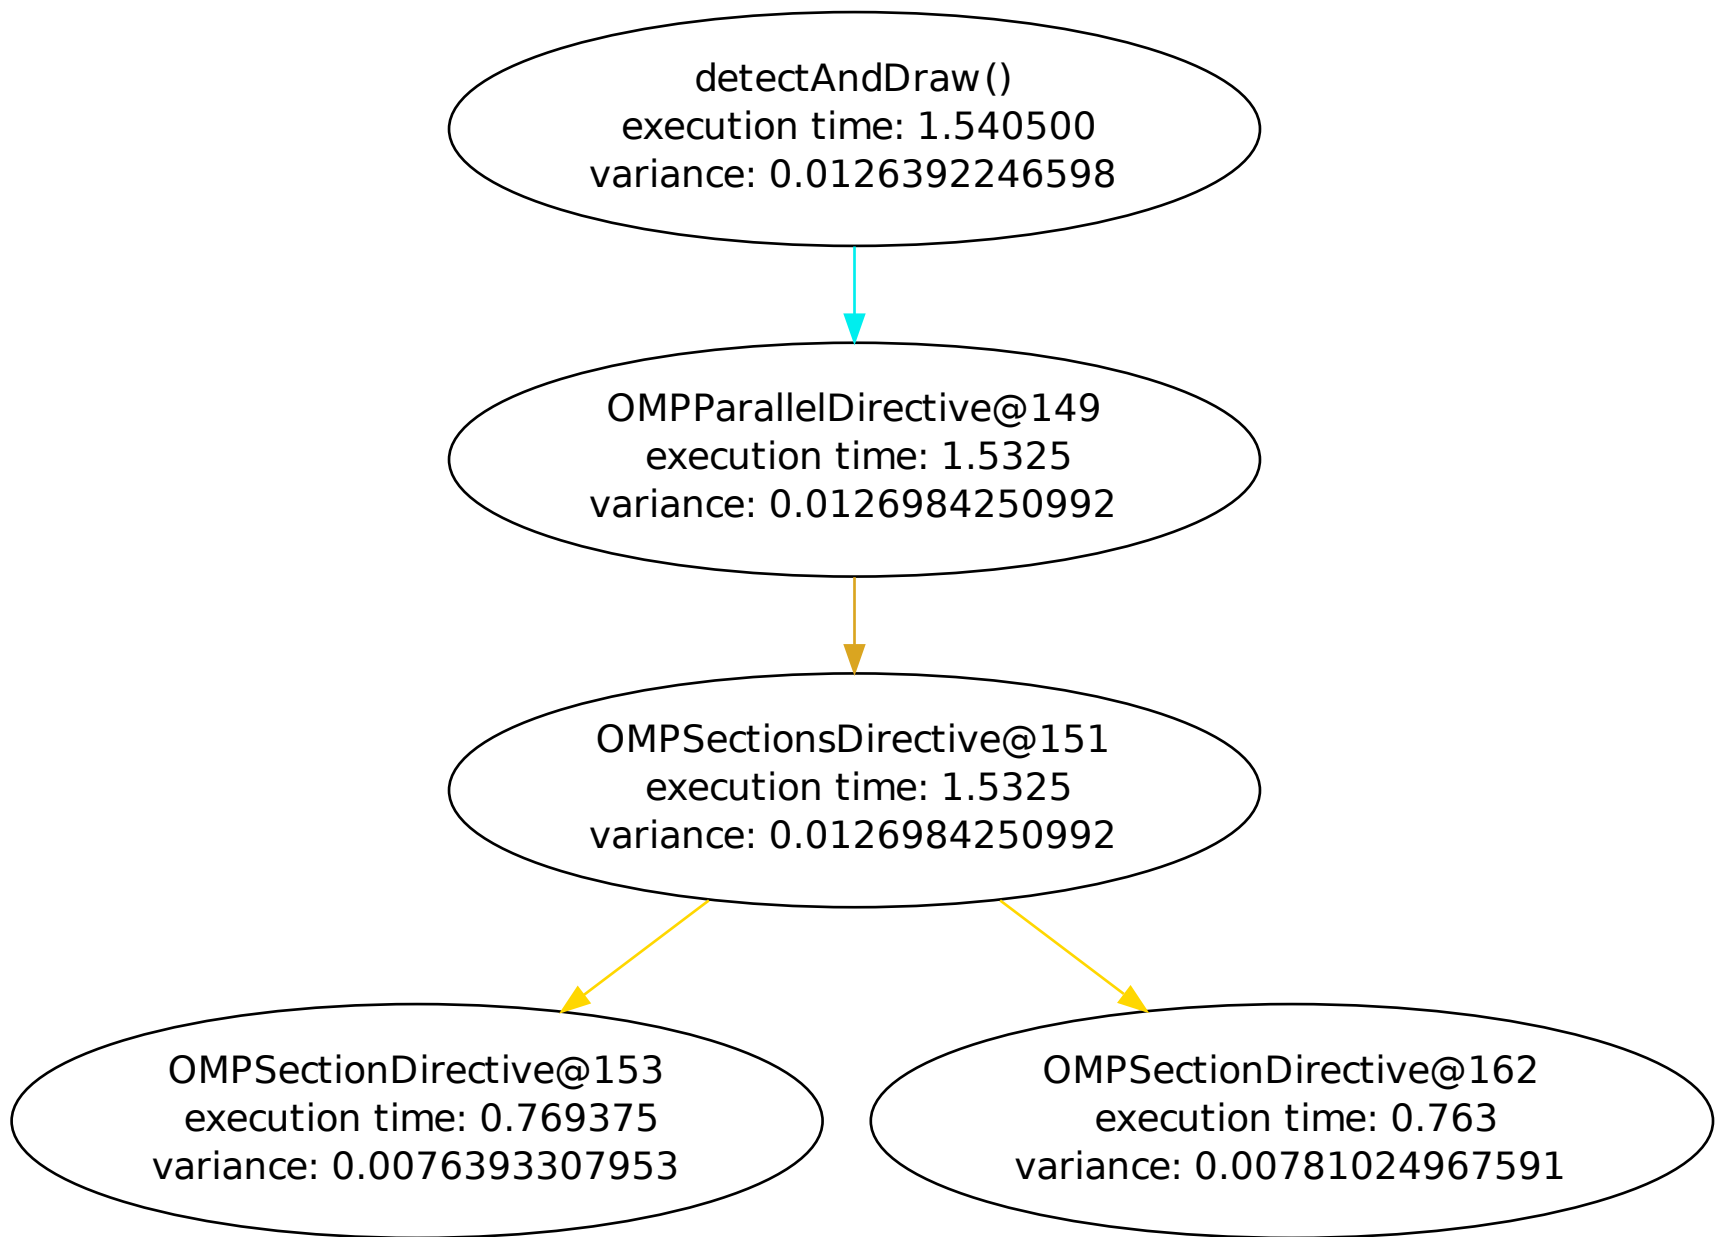 detectAndDraw()
execution time: 1.540500
variance: 0.0126392246598
OMPParallelDirective@149
execution time: 1.5325
variance: 0.0126984250992
OMPSectionsDirective@151
execution time: 1.5325
variance: 0.0126984250992
OMPSectionDirective@153
execution time: 0.769375
variance: 0.0076393307953
OMPSectionDirective@162
execution time: 0.763
variance: 0.00781024967591